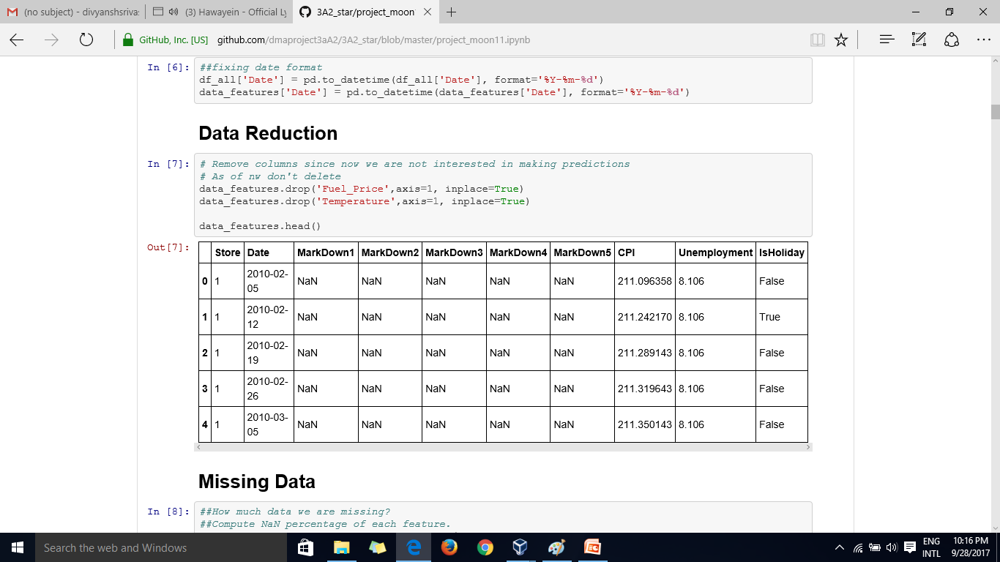 (no subject) - divyanshsriva
(3) Hawayein - Official Ly
3A2_star/project_moon
GitHub, Inc. [US] github.com/dmaproject3aA2/3A2_star/blob/master/project_moon11.ipynb
In [6]: ##fixing date format
df_all['Date'] = pd.to_datetime(df_all['Date'], format='%Y-%m-%d')
data_features['Date'] = pd.to_datetime(data_features['Date'], format='%Y-%m-%d')
Data Reduction
In [7]: # Remove columns since now we are not interested in making predictions
# As of nw don't delete
data_features.drop('Fuel_Price',axis=1, inplace=True)
data_features.drop('Temperature',axis=1, inplace=True)
data_features.head()
Out[7]:
Store Date MarkDown1 MarkDown2 MarkDown3 MarkDown4 MarkDown5 CPI Unemployment IsHoliday
0 1 2010-02-05 NaN NaN NaN NaN NaN 211.096358 8.106 False
1 1 2010-02-12 NaN NaN NaN NaN NaN 211.242170 8.106 True
2 1 2010-02-19 NaN NaN NaN NaN NaN 211.289143 8.106 False
3 1 2010-02-26 NaN NaN NaN NaN NaN 211.319643 8.106 False
4 1 2010-03-05 NaN NaN NaN NaN NaN 211.350143 8.106 False
Missing Data
In [8]: ##How much data we are missing?
##Compute NaN percentage of each feature.
Search the web and Windows
ENG
INTL
10:16 PM
9/28/2017